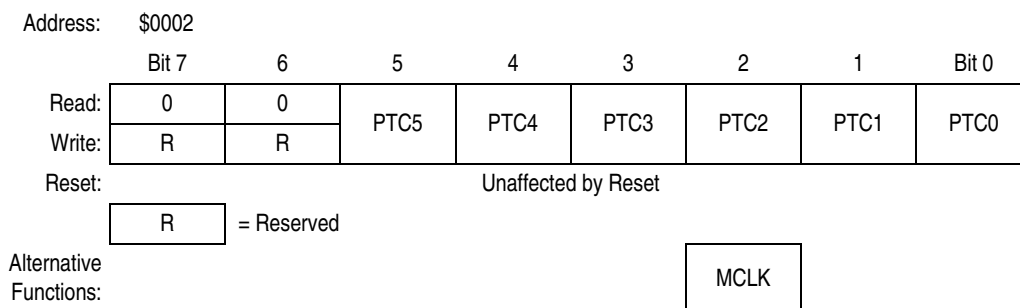 Address: $0002
Bit 7 6 5 4 3 2 1 Bit 0
Read: 0 0 PTC5 PTC4 PTC3 PTC2 PTC1 PTC0
Write: R R
Reset: Unaffected by Reset
R = Reserved
Alternative
Functions: MCLK